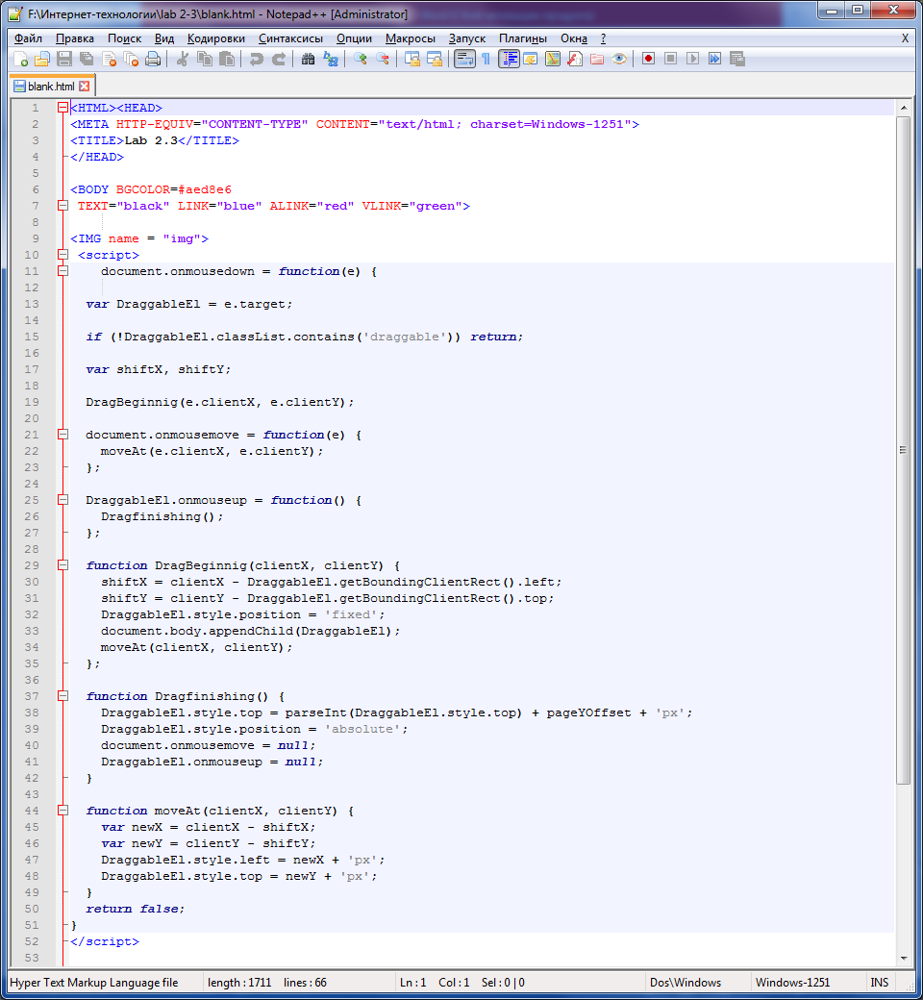 F:\Интернет-технологии\lab 2-3\blank.html - Notepad++ [Administrator]
Файл Правка Поиск Вид Кодировки Синтаксисы Опции Макросы Запуск Плагины Окна ? X
blank.html
1 <HTML><HEAD>
2 <META HTTP-EQUIV="CONTENT-TYPE" CONTENT="text/html; charset=Windows-1251">
3 <TITLE>Lab 2.3</TITLE>
4 </HEAD>
5
6 <BODY BGCOLOR=#aed8e6
7 TEXT="black" LINK="blue" ALINK="red" VLINK="green">
8
9 <IMG name = "img">
10 <script>
11 document.onmousedown = function(e) {
12
13 var DraggableEl = e.target;
14
15 if (!DraggableEl.classList.contains('draggable')) return;
16
17 var shiftX, shiftY;
18
19 DragBeginnig(e.clientX, e.clientY);
20
21 document.onmousemove = function(e) {
22 moveAt(e.clientX, e.clientY);
23 };
24
25 DraggableEl.onmouseup = function() {
26 Dragfinishing();
27 };
28
29 function DragBeginnig(clientX, clientY) {
30 shiftX = clientX - DraggableEl.getBoundingClientRect().left;
31 shiftY = clientY - DraggableEl.getBoundingClientRect().top;
32 DraggableEl.style.position = 'fixed';
33 document.body.appendChild(DraggableEl);
34 moveAt(clientX, clientY);
35 };
36
37 function Dragfinishing() {
38 DraggableEl.style.top = parseInt(DraggableEl.style.top) + pageYOffset + 'px';
39 DraggableEl.style.position = 'absolute';
40 document.onmousemove = null;
41 DraggableEl.onmouseup = null;
42 }
43
44 function moveAt(clientX, clientY) {
45 var newX = clientX - shiftX;
46 var newY = clientY - shiftY;
47 DraggableEl.style.left = newX + 'px';
48 DraggableEl.style.top = newY + 'px';
49 }
50 return false;
51 }
52 </script>
53
Hyper Text Markup Language file length : 1711 lines : 66 Ln : 1 Col : 1 Sel : 0 | 0 Dos\Windows Windows-1251 INS